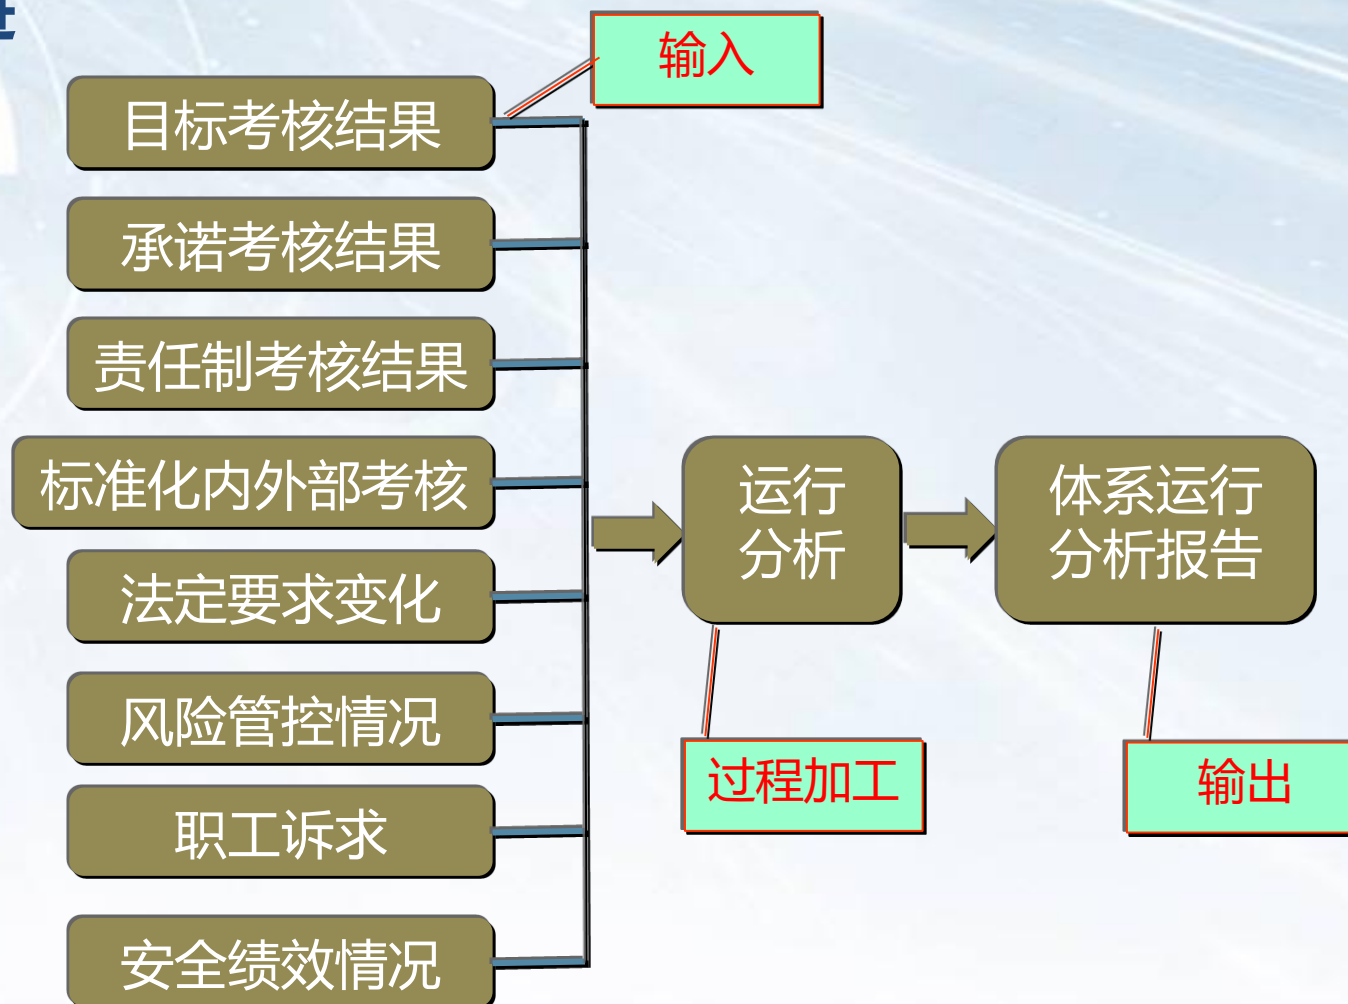 输入
目标考核结果
承诺考核结果
责任制考核结果
标准化内外部考核
法定要求变化
风险管控情况
职工诉求
安全绩效情况
运行
分析
体系运行
分析报告
过程加工
输出